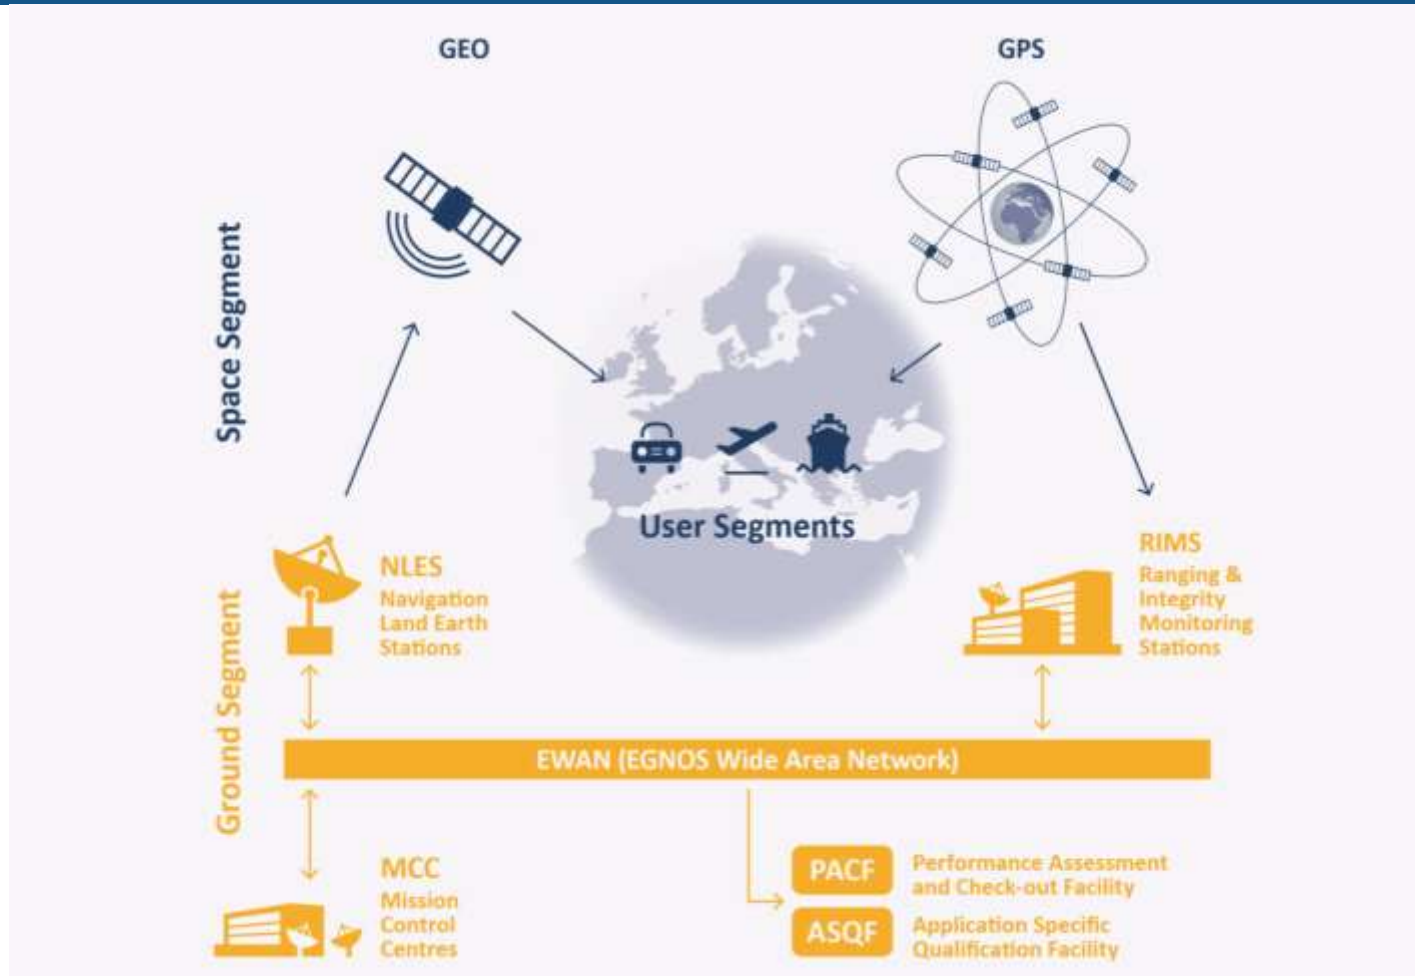 GEO
GPS
Space Segment
User Segments
NLES
Navigation
Land Earth
Stations
RIMS
Ranging &
Integrity
Monitoring
Stations
Ground Segment
EWAN (EGNOS Wide Area Network)
MCC
Mission
Control
Centres
PACF
Performance Assessment
and Check-out Facility
ASQF
Application Specific
Qualification Facility